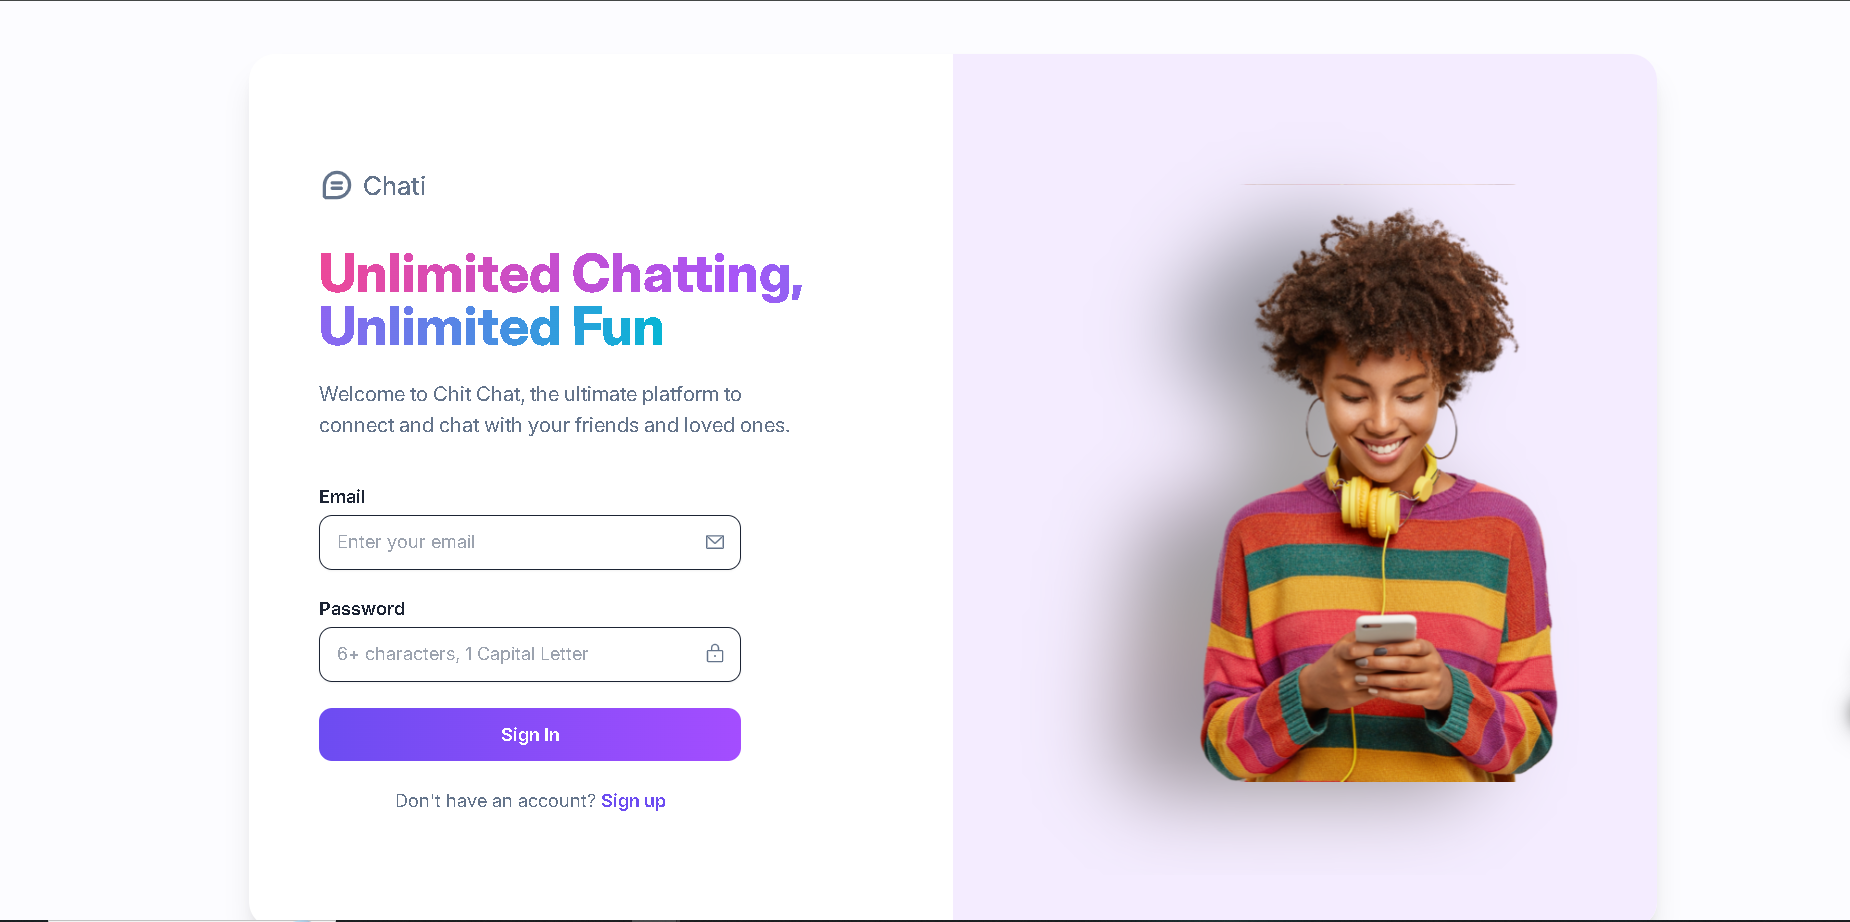 Chati
Unlimited Chatting,
Unlimited Fun
Welcome to Chit Chat, the ultimate platform to
connect and chat with your friends and loved ones.
Email
Enter your email
Password
6+ characters, 1 Capital Letter
Sign In
Don't have an account? Sign up